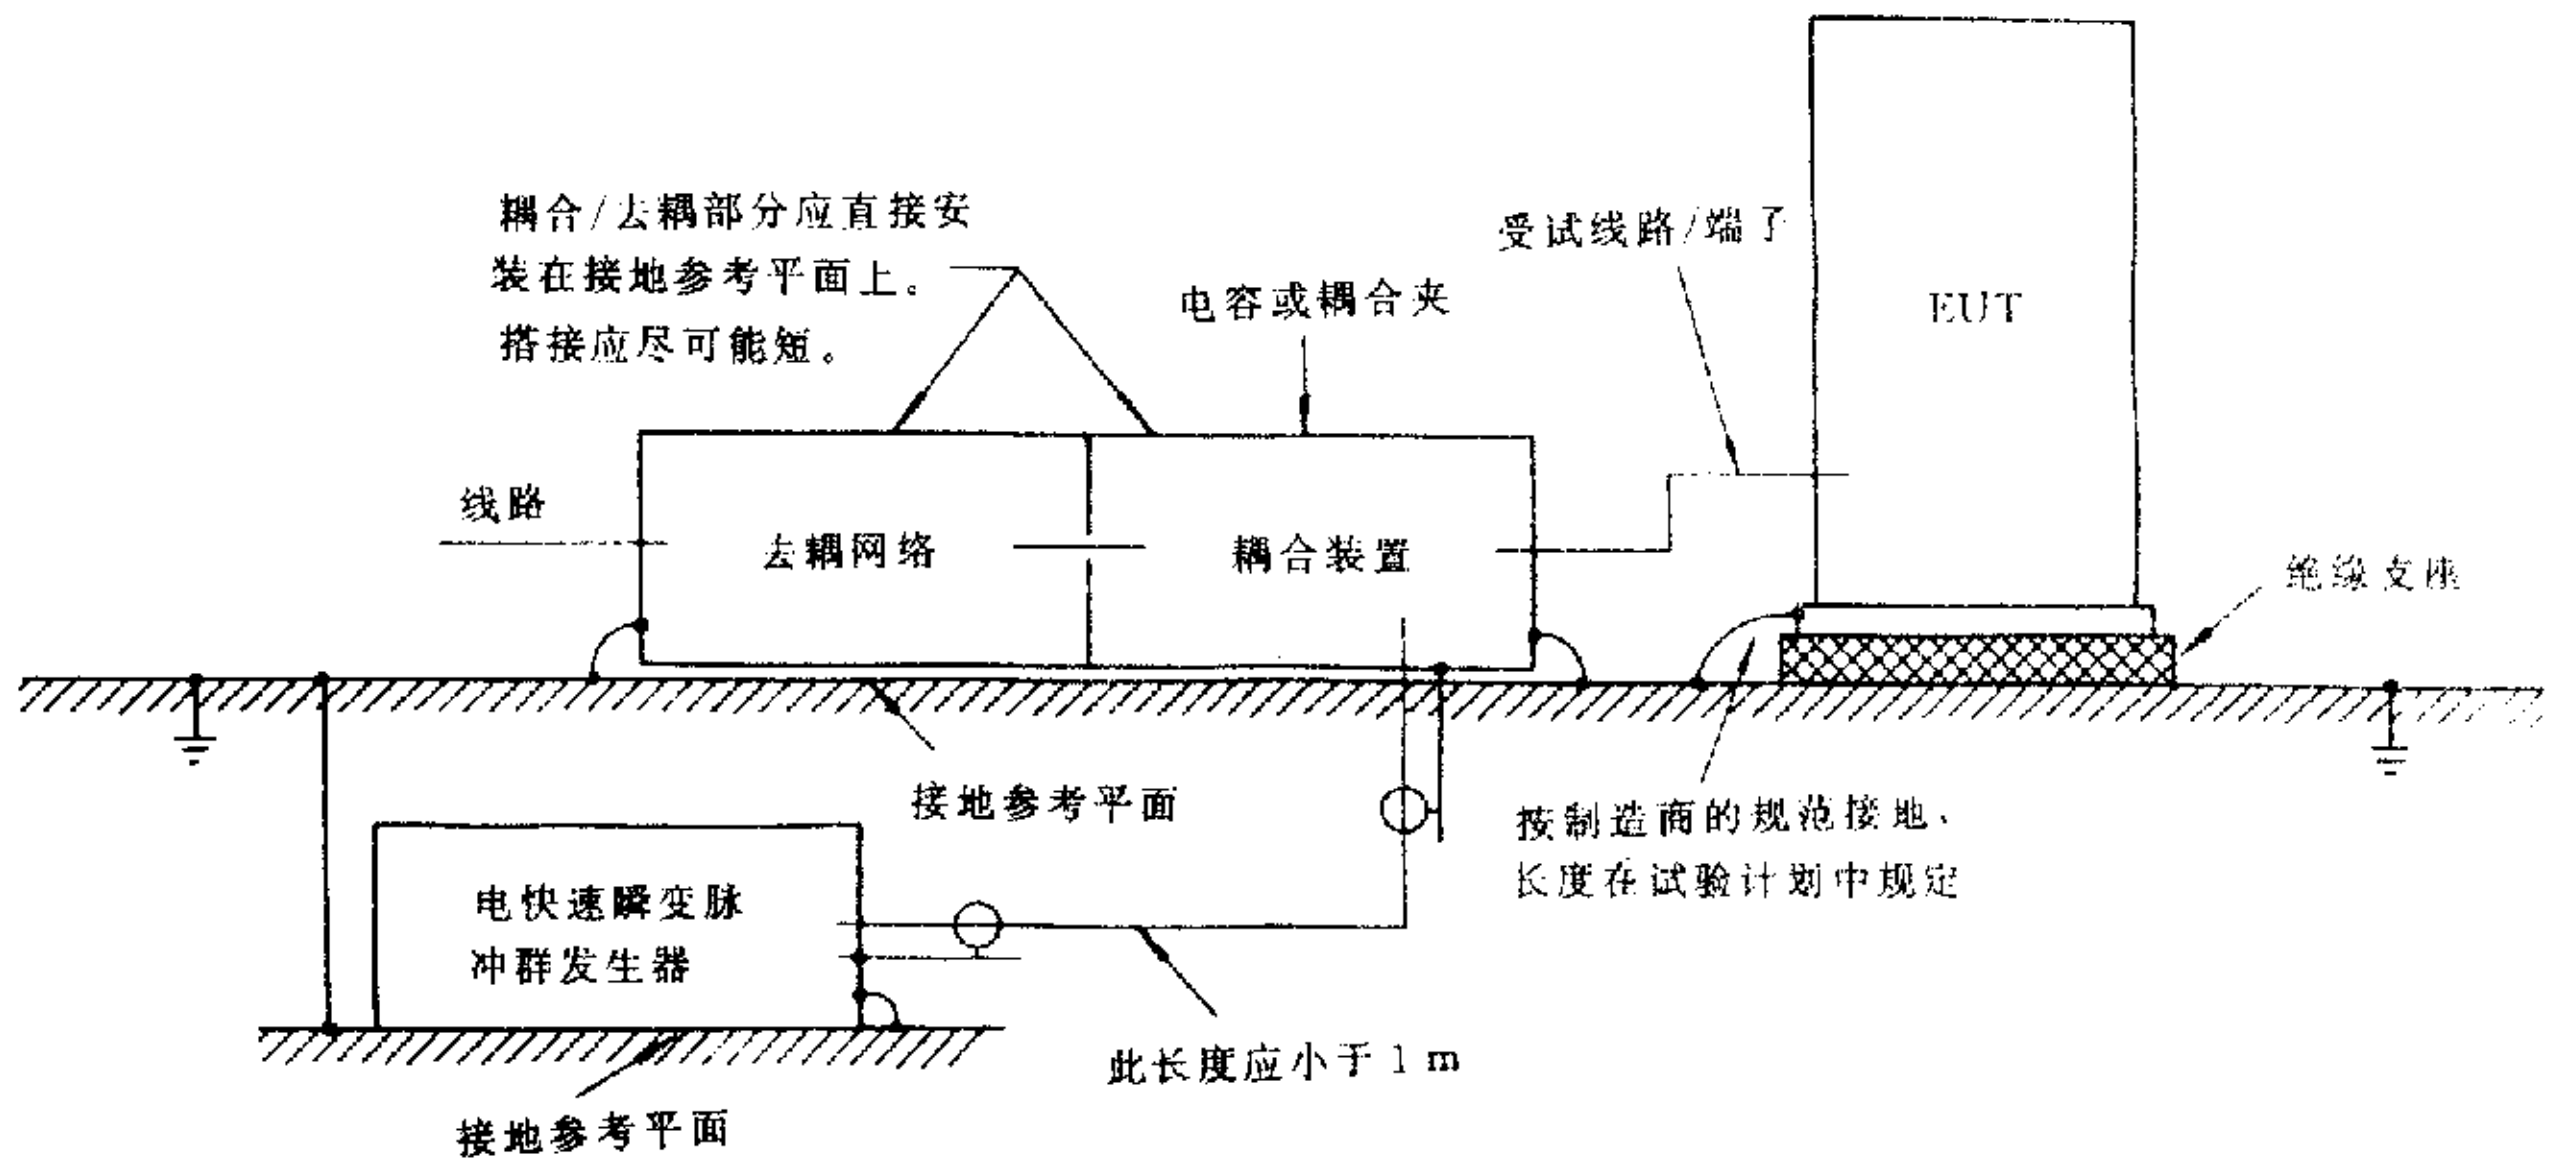 耦合/去耦部分应直接安
装在接地参考平面上。
搭接应尽可能短。
电容或耦合夹
受试线路/端子
EUT
线路
去耦网络
耦合装置
绝缘支座
接地参考平面
按制造商的规范接地、
长度在试验计划中规定
电快速瞬变脉
冲群发生器
此长度应小于1 m
接地参考平面